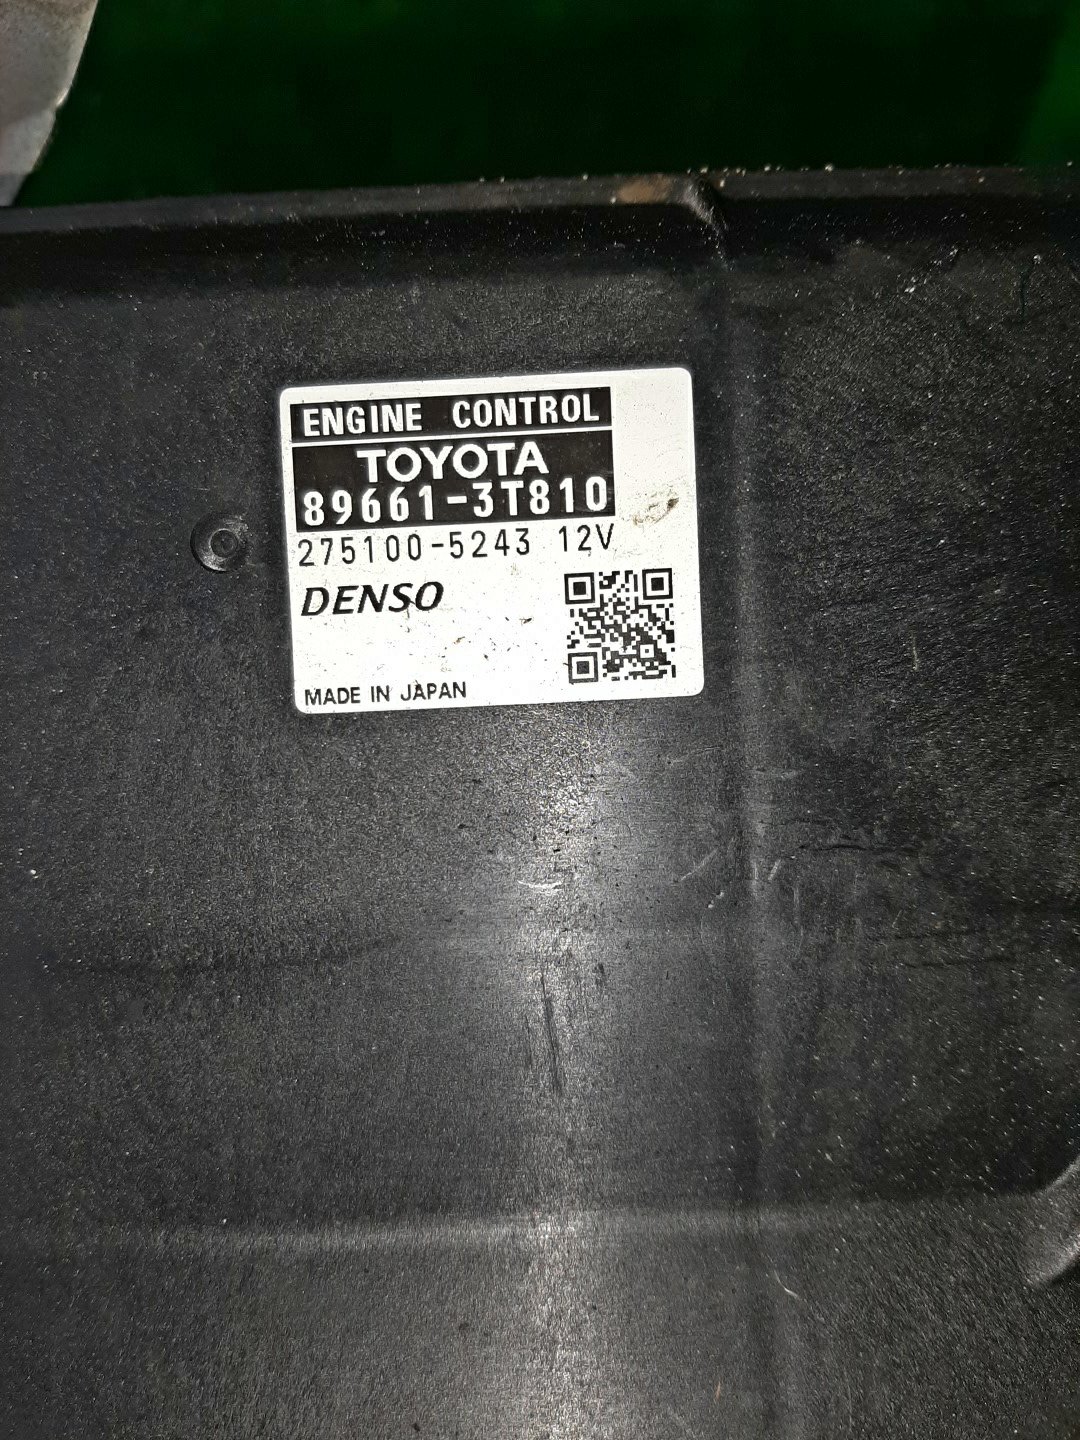 ENGINE CONTROL
TOYOTA
89661-3T810
275100-5243 12V
DENSO
MADE IN JAPAN